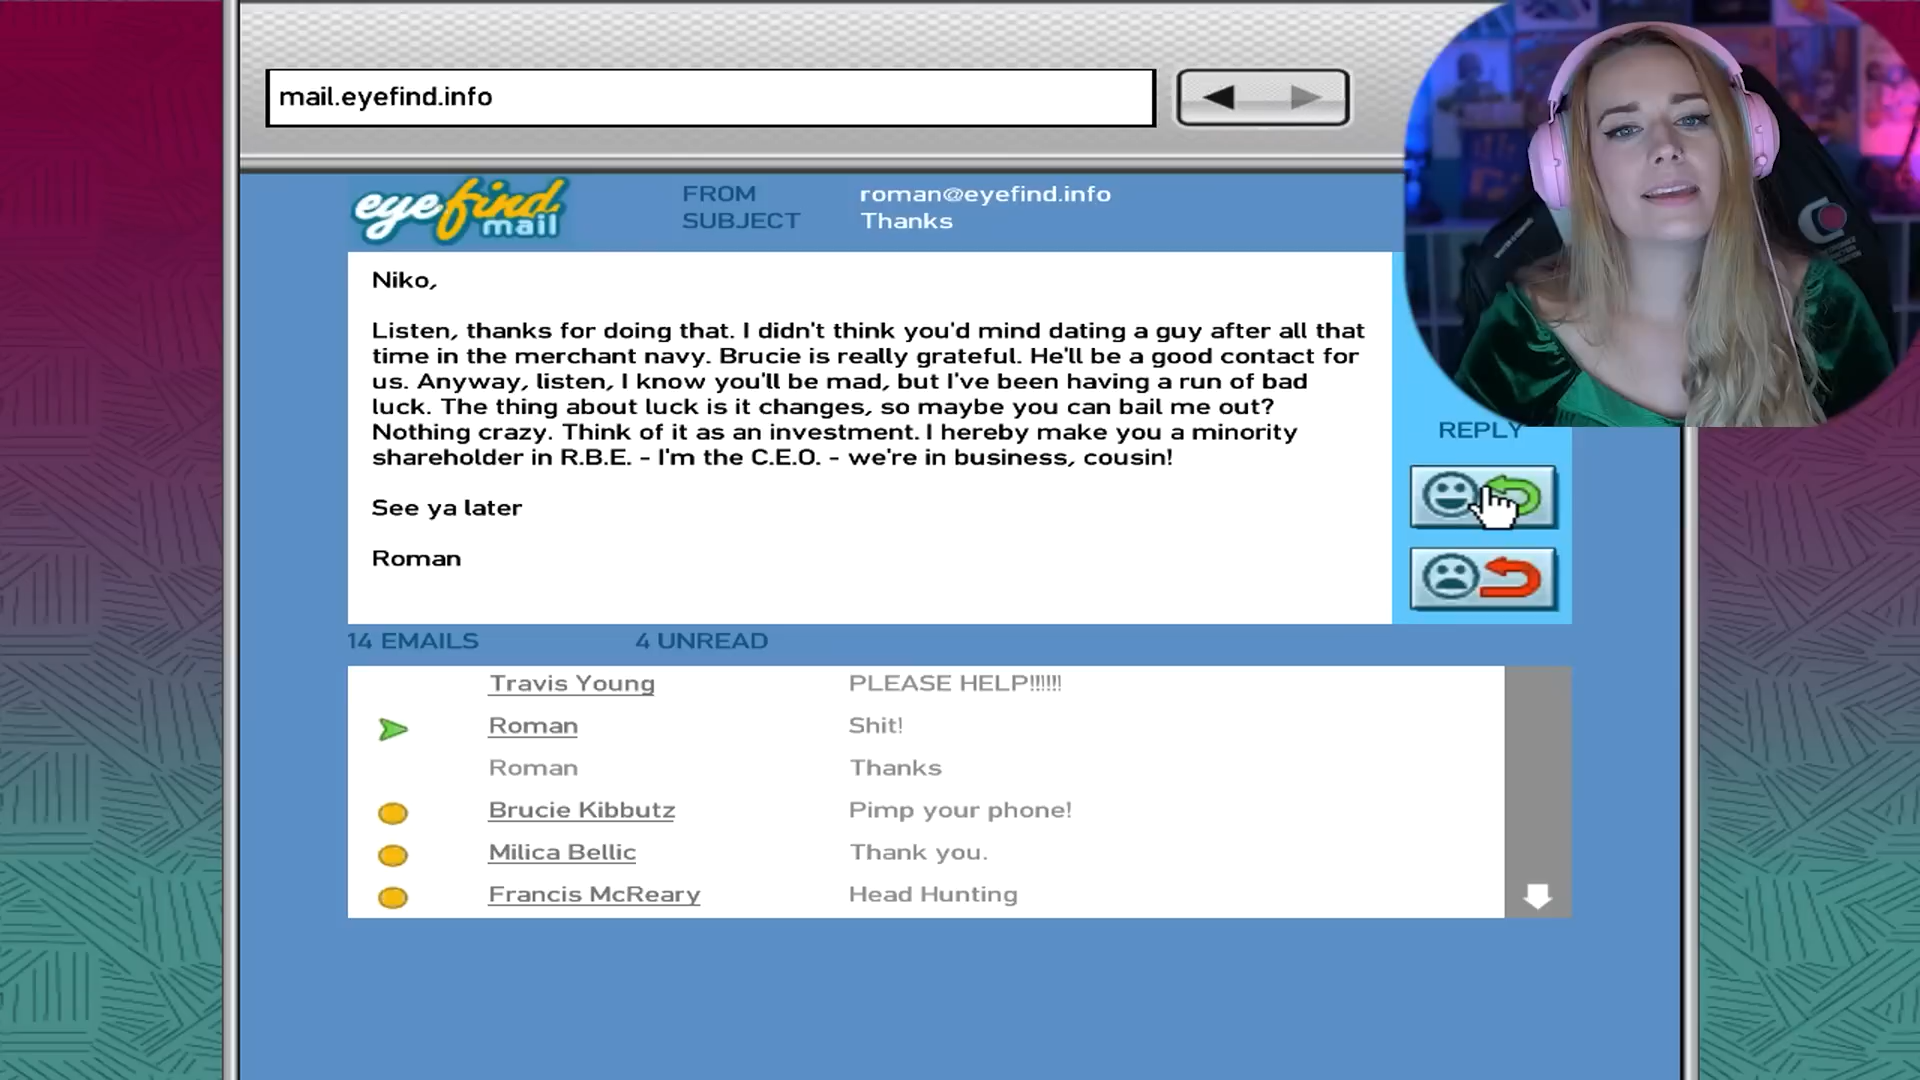 mail.eyefind.info
eyefind mail
FROM roman@eyefind.info
SUBJECT Thanks
Niko,
Listen, thanks for doing that. I didn't think you'd mind dating a guy after all that
time in the merchant navy. Brucie is really grateful. He'll be a good contact for
us. Anyway, listen, I know you'll be mad, but I've been having a run of bad
luck. The thing about luck is it changes, so maybe you can bail me out?
Nothing crazy. Think of it as an investment. I hereby make you a minority
shareholder in R.B.E. - I'm the C.E.O. - we're in business, cousin!
See ya later
Roman
REPLY
14 EMAILS 4 UNREAD
Travis Young PLEASE HELP!!!!!!
Roman Shit!
Roman Thanks
Brucie Kibbutz Pimp your phone!
Milica Bellic Thank you.
Francis McReary Head Hunting